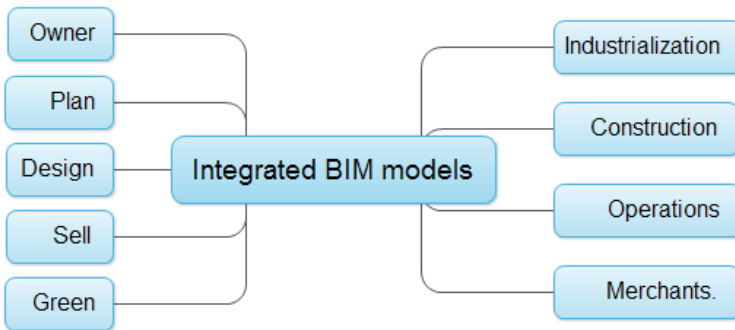 Owner
Plan
Design
Sell
Green
Integrated BIM models
Industrialization
Construction
Operations
Merchants.